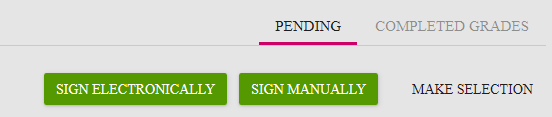 PENDING COMPLETED GRADES
SIGN ELECTRONICALLY SIGN MANUALLY MAKE SELECTION